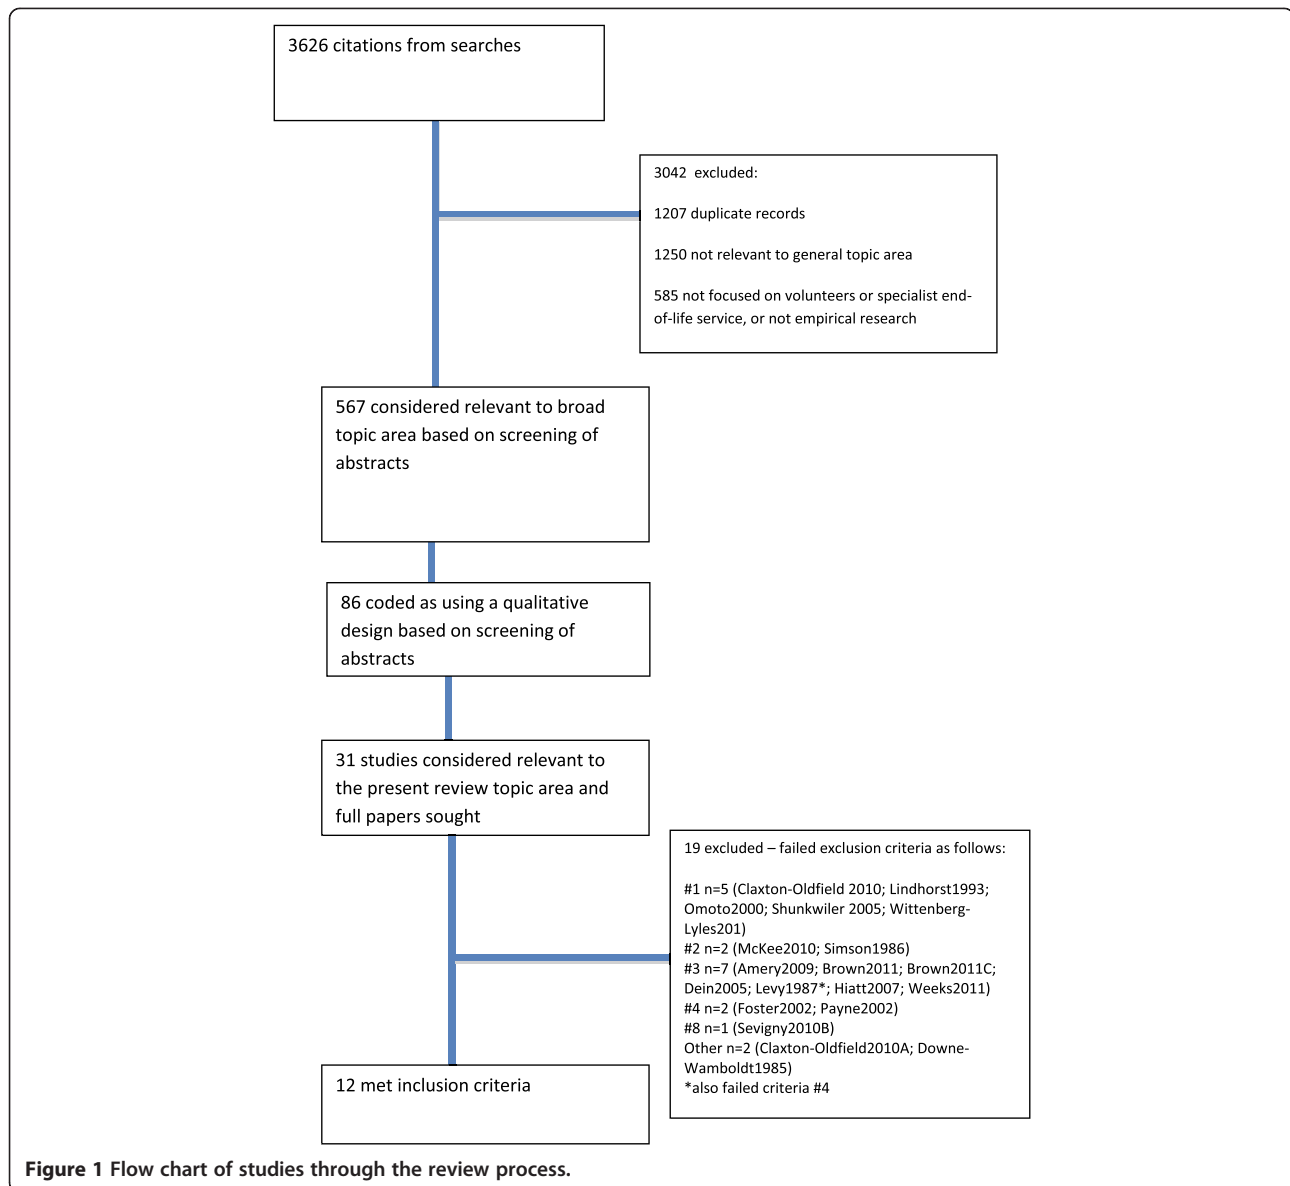 3626 citations from searches
3042 excluded:
1207 duplicate records
1250 not relevant to general topic area
585 not focused on volunteers or specialist end-
of-life service, or not empirical research
567 considered relevant to broad
topic area based on screening of
abstracts
86 coded as using a qualitative
design based on screening of
abstracts
31 studies considered relevant to
the present review topic area and
full papers sought
19 excluded – failed exclusion criteria as follows:
#1 n=5 (Claxton-Oldfield 2010; Lindhorst1993;
Omoto2000; Shunkwiler 2005; Wittenberg-
Lyles201)
#2 n=2 (McKee2010; Simson1986)
#3 n=7 (Amery2009; Brown2011; Brown2011C;
Dein2005; Levy1987*; Hiatt2007; Weeks2011)
#4 n=2 (Foster2002; Payne2002)
#8 n=1 (Sevigny2010B)
Other n=2 (Claxton-Oldfield2010A; Downe-
Wamboldt1985)
*also failed criteria #4
12 met inclusion criteria
Figure 1 Flow chart of studies through the review process.